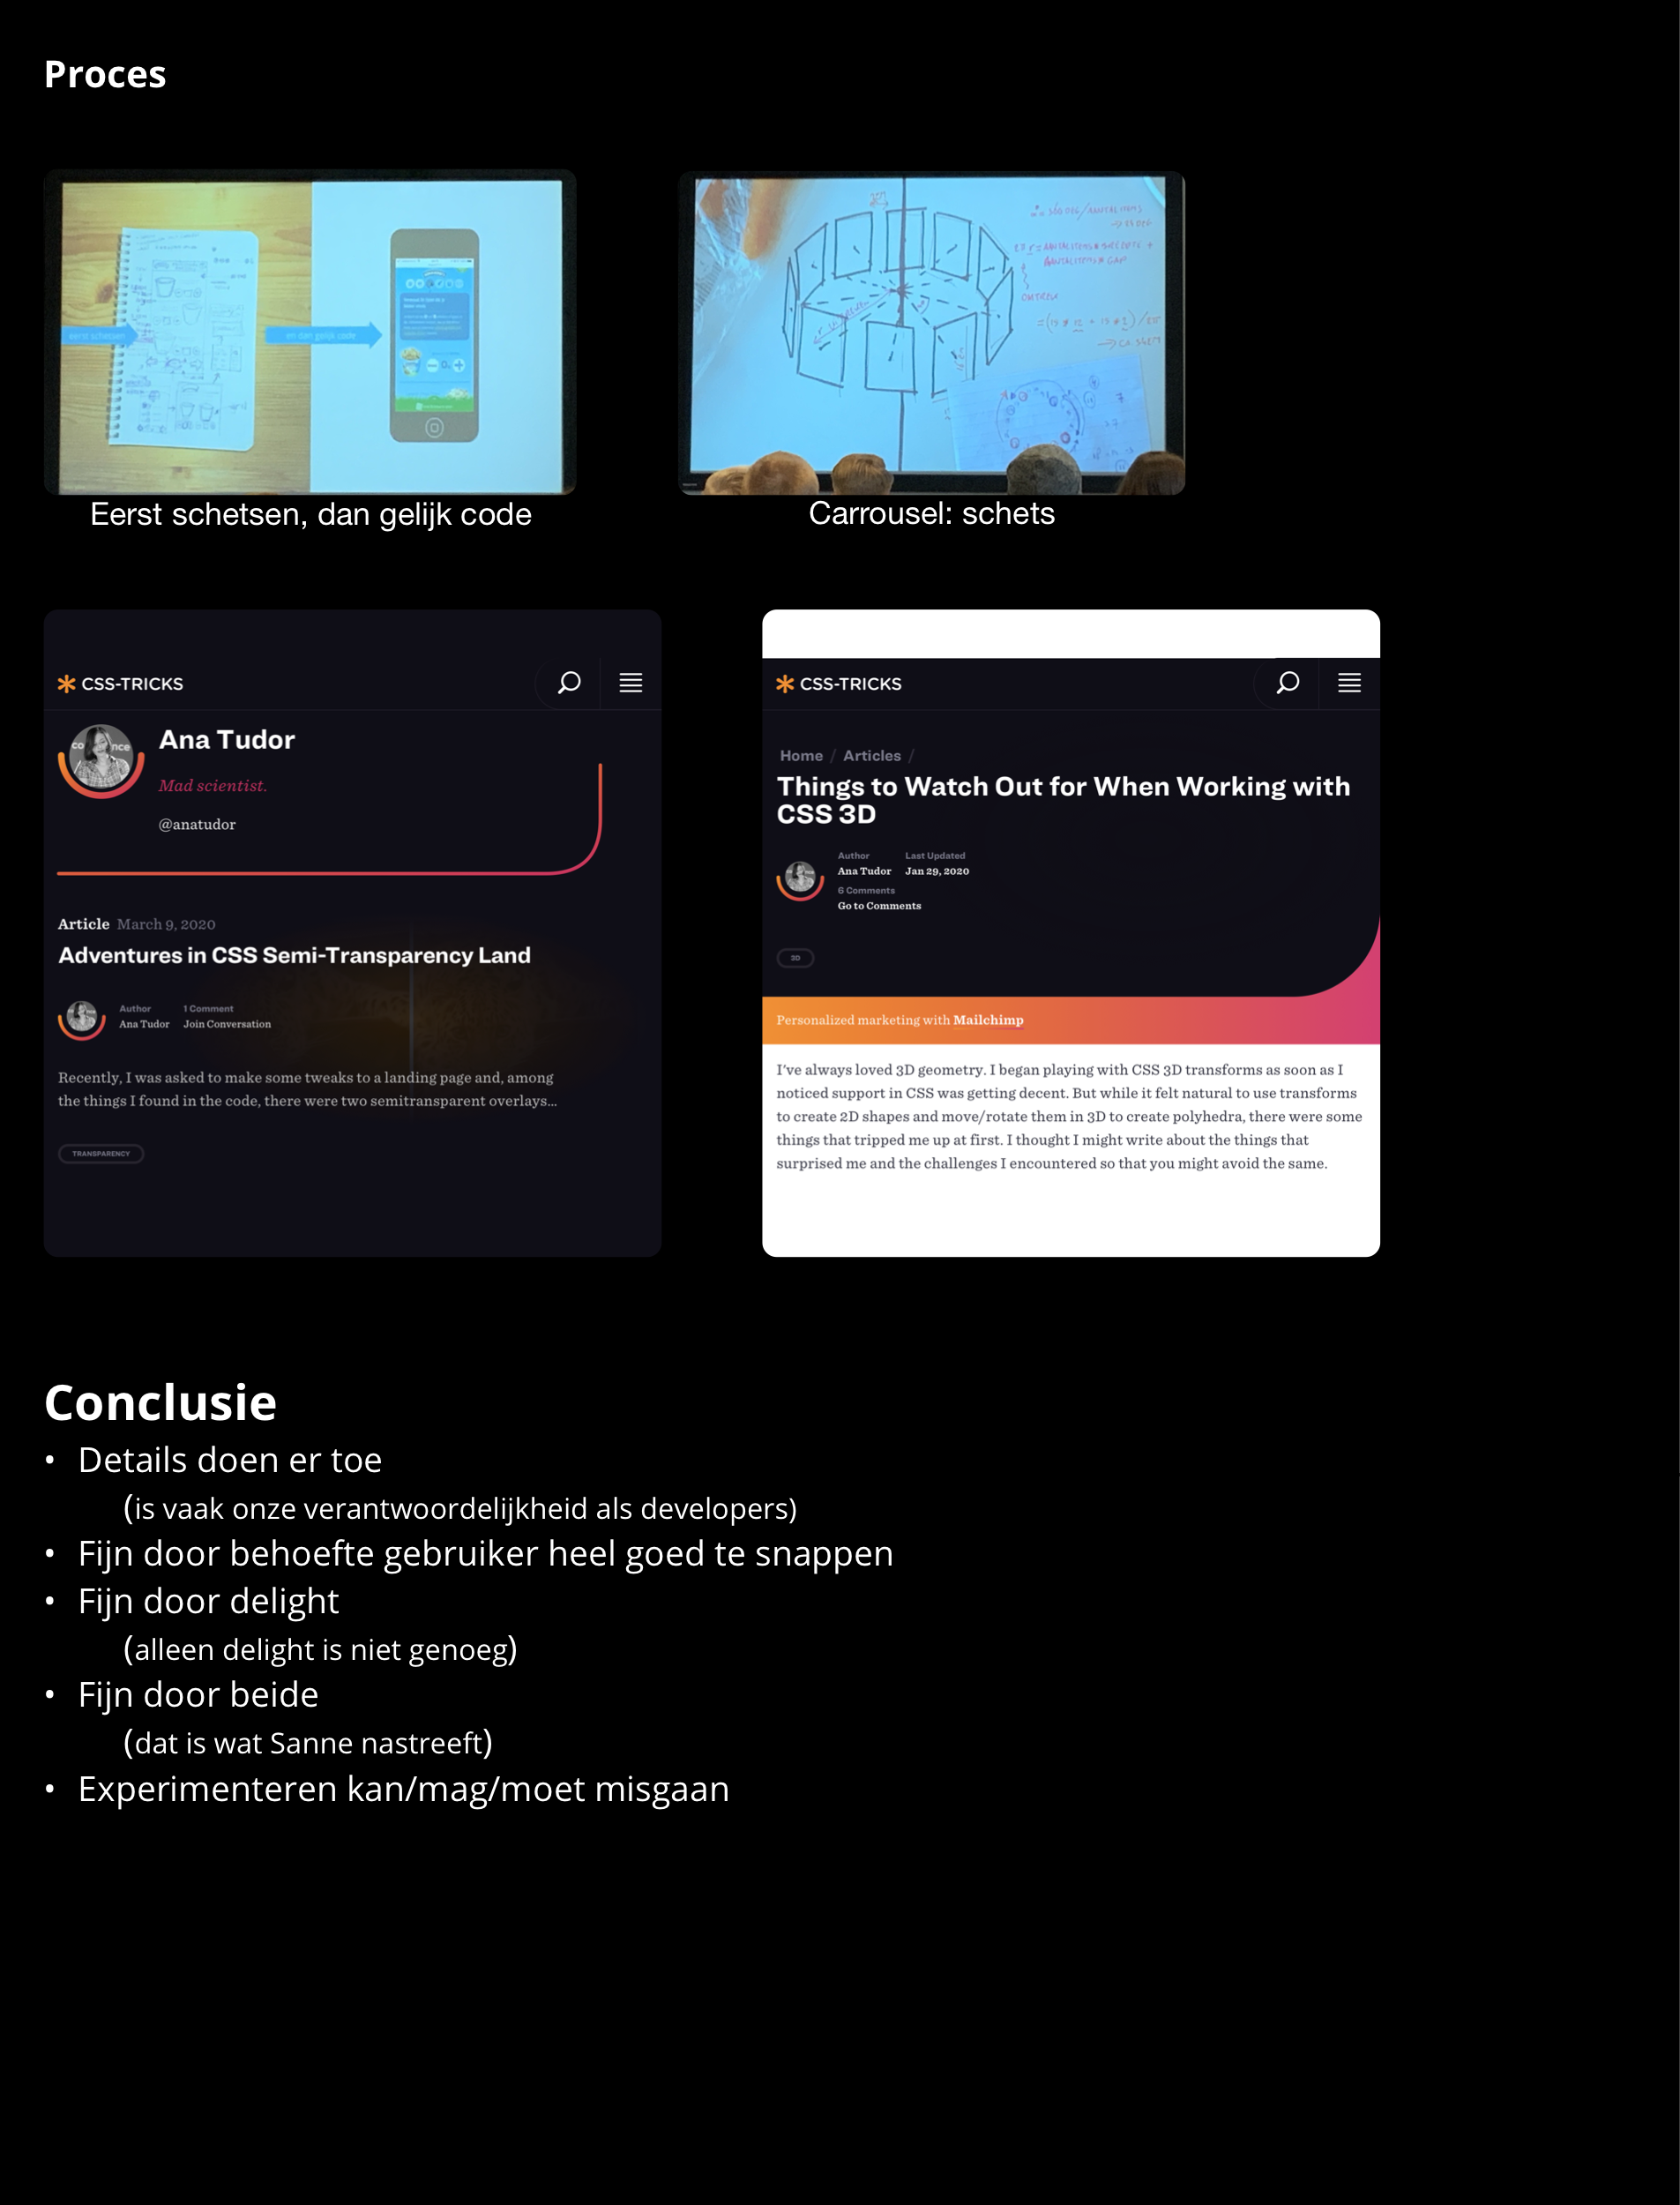 Proces
eerst schetsen
en dan gelijk code
Eerst schetsen, dan gelijk code
Carrousel: schets
CSS-TRICKS
Ana Tudor
Mad scientist.
@anatudor
Article March 9, 2020
Adventures in CSS Semi-Transparency Land
Author 1 Comment
Ana Tudor Join Conversation
Recently, I was asked to make some tweaks to a landing page and, among
the things I found in the code, there were two semitransparent overlays...
TRANSPARENCY
CSS-TRICKS
Home / Articles /
Things to Watch Out for When Working with
CSS 3D
Author Last Updated
Ana Tudor Jan 29, 2020
6 Comments
Go to Comments
3D
Personalized marketing with Mailchimp
I've always loved 3D geometry. I began playing with CSS 3D transforms as soon as I
noticed support in CSS was getting decent. But while it felt natural to use transforms
to create 2D shapes and move/rotate them in 3D to create polyhedra, there were some
things that tripped me up at first. I thought I might write about the things that
surprised me and the challenges I encountered so that you might avoid the same.
Conclusie
• Details doen er toe
(is vaak onze verantwoordelijkheid als developers)
• Fijn door behoefte gebruiker heel goed te snappen
• Fijn door delight
(alleen delight is niet genoeg)
• Fijn door beide
(dat is wat Sanne nastreeft)
• Experimenteren kan/mag/moet misgaan